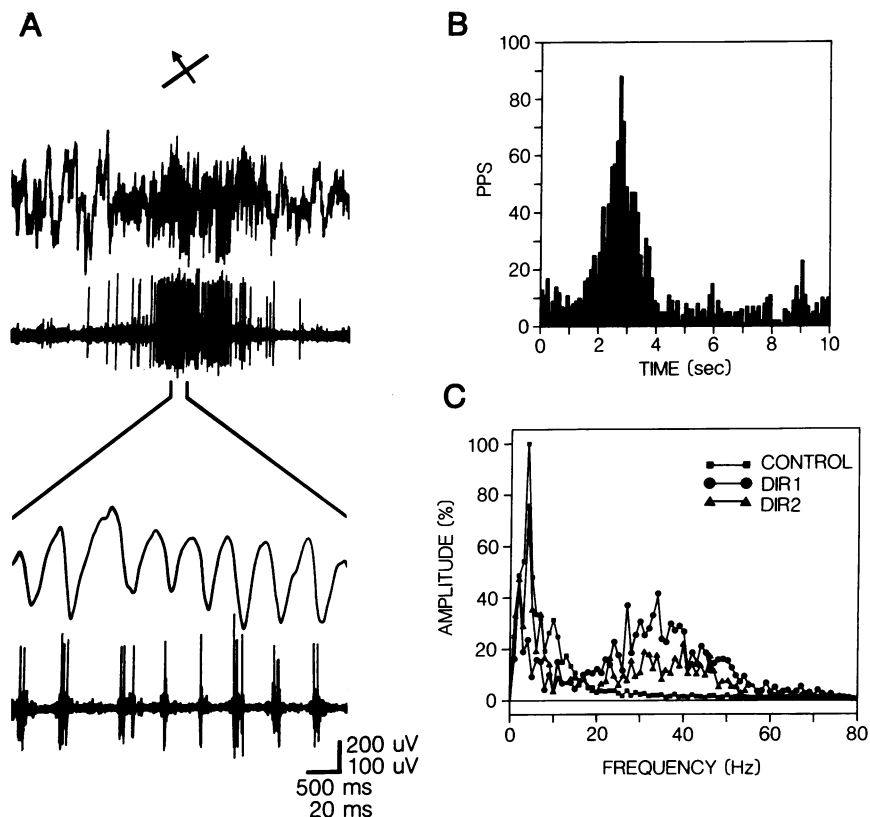 A
200 uV
100 uV
500 ms
20 ms
B
100
80
60
40
20
0
PPS
0 2 4 6 8 10
TIME (sec)
C
100
80
60
40
20
0
AMPLITUDE (%)
CONTROL
DIR1
DIR2
0 20 40 60 80
FREQUENCY (Hz)